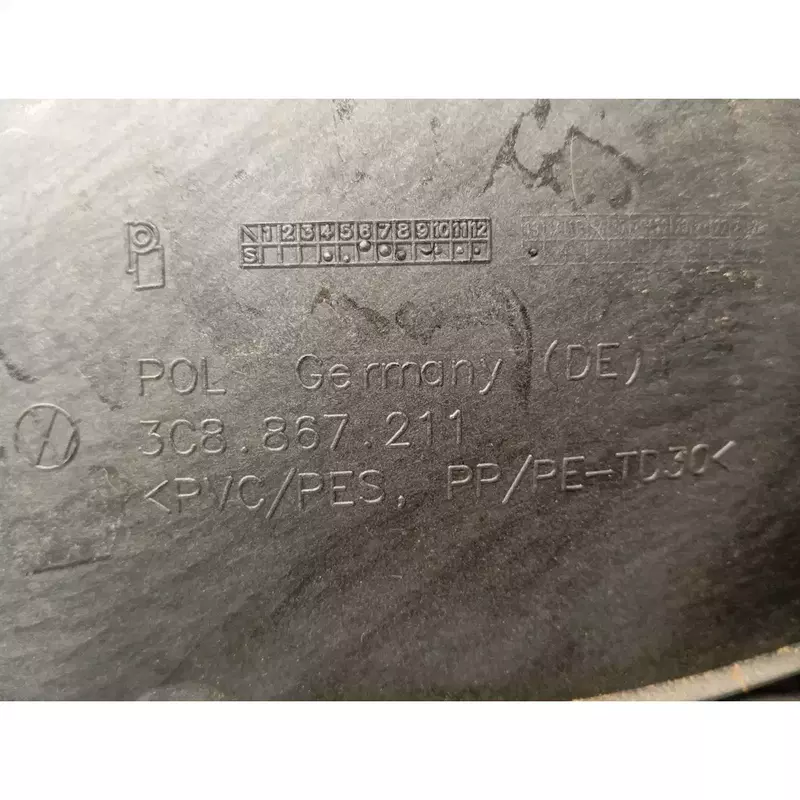 N 1 2 3 4 5 6 7 8 9 10 11 12
S
POL Germany (DE)
3C8.867.211
<PVC/PES, PP/PE-TD30<